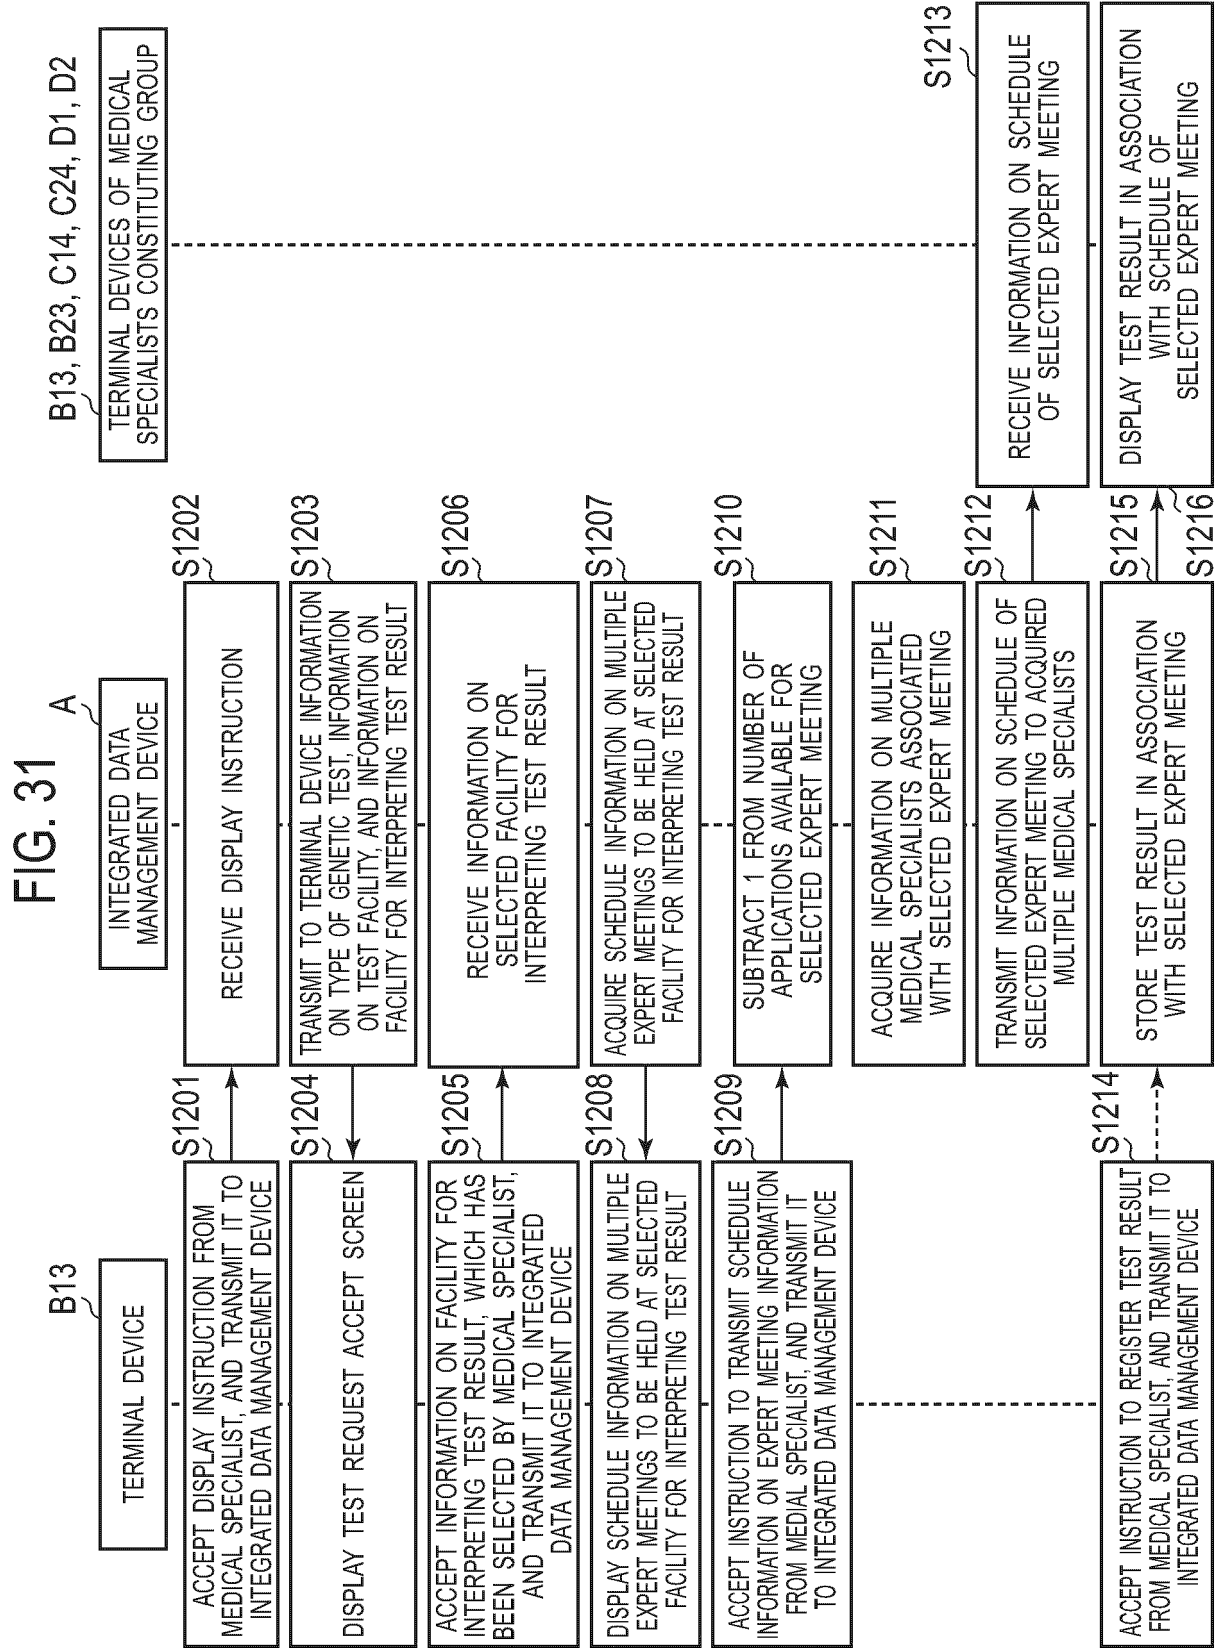 FIG. 31
B13
TERMINAL DEVICE
A
INTEGRATED DATA
MANAGEMENT DEVICE
B13, B23, C14, C24, D1, D2
TERMINAL DEVICES OF MEDICAL
SPECIALISTS CONSTITUTING GROUP
S1201
ACCEPT DISPLAY INSTRUCTION FROM
MEDICAL SPECIALIST, AND TRANSMIT IT TO
INTEGRATED DATA MANAGEMENT DEVICE
S1202
RECEIVE DISPLAY INSTRUCTION
S1203
TRANSMIT TO TERMINAL DEVICE INFORMATION
ON TYPE OF GENETIC TEST, INFORMATION
ON TEST FACILITY, AND INFORMATION ON
FACILITY FOR INTERPRETING TEST RESULT
S1204
DISPLAY TEST REQUEST ACCEPT SCREEN
S1205
ACCEPT INFORMATION ON FACILITY FOR
INTERPRETING TEST RESULT, WHICH HAS
BEEN SELECTED BY MEDICAL SPECIALIST,
AND TRANSMIT IT TO INTEGRATED
DATA MANAGEMENT DEVICE
S1206
RECEIVE INFORMATION ON
SELECTED FACILITY FOR
INTERPRETING TEST RESULT
S1207
ACQUIRE SCHEDULE INFORMATION ON MULTIPLE
EXPERT MEETINGS TO BE HELD AT SELECTED
FACILITY FOR INTERPRETING TEST RESULT
S1208
DISPLAY SCHEDULE INFORMATION ON MULTIPLE
EXPERT MEETINGS TO BE HELD AT SELECTED
FACILITY FOR INTERPRETING TEST RESULT
S1209
ACCEPT INSTRUCTION TO TRANSMIT SCHEDULE
INFORMATION ON EXPERT MEETING INFORMATION
FROM MEDIAL SPECIALIST, AND TRANSMIT IT
TO INTEGRATED DATA MANAGEMENT DEVICE
S1210
SUBTRACT 1 FROM NUMBER OF
APPLICATIONS AVAILABLE FOR
SELECTED EXPERT MEETING
S1211
ACQUIRE INFORMATION ON MULTIPLE
MEDICAL SPECIALISTS ASSOCIATED
WITH SELECTED EXPERT MEETING
S1212
TRANSMIT INFORMATION ON SCHEDULE OF
SELECTED EXPERT MEETING TO ACQUIRED
MULTIPLE MEDICAL SPECIALISTS
S1213
RECEIVE INFORMATION ON SCHEDULE
OF SELECTED EXPERT MEETING
S1214
ACCEPT INSTRUCTION TO REGISTER TEST RESULT
FROM MEDICAL SPECIALIST, AND TRANSMIT IT TO
INTEGRATED DATA MANAGEMENT DEVICE
S1215
STORE TEST RESULT IN ASSOCIATION
WITH SELECTED EXPERT MEETING
S1216
DISPLAY TEST RESULT IN ASSOCIATION
WITH SCHEDULE OF
SELECTED EXPERT MEETING